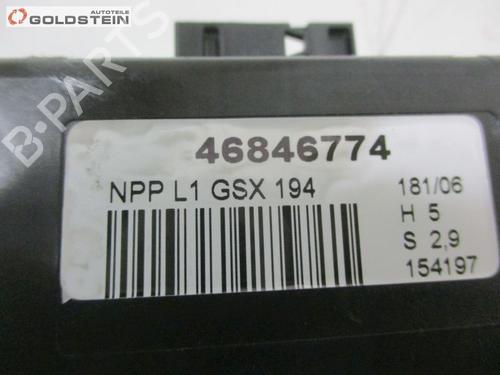 AUTOTEILE
GOLDSTEIN
B-PARTS
46846774
NPP L1 GSX 194
181/06
H 5
S 2,9
154197